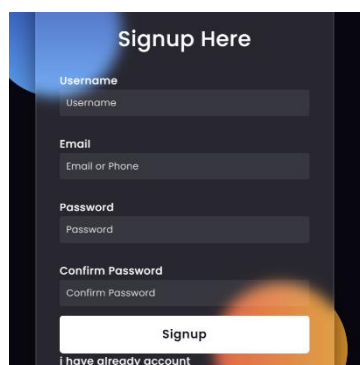 Signup Here
Username
Username
Email
Email or Phone
Password
Password
Confirm Password
Confirm Password
Signup
i have already account